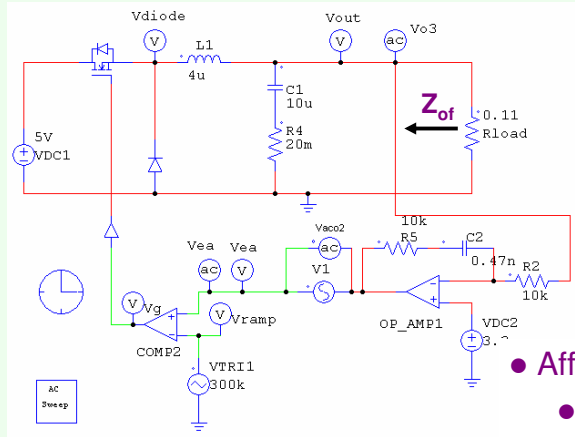 Vdiode
Vout
Vo3
V
V
ac
L1
4u
C1
10u
R4
20m
Zof
0.11
Rload
5V
VDC1
10k
R5
C2
0.47n
R2
10k
Vaco2
ac
Vea
Vea
ac
V
V1
OP_AMP1
VDC2
V
Vg
V
Vramp
COMP2
VTRI1
300k
AC
Sweep
● Aff
●